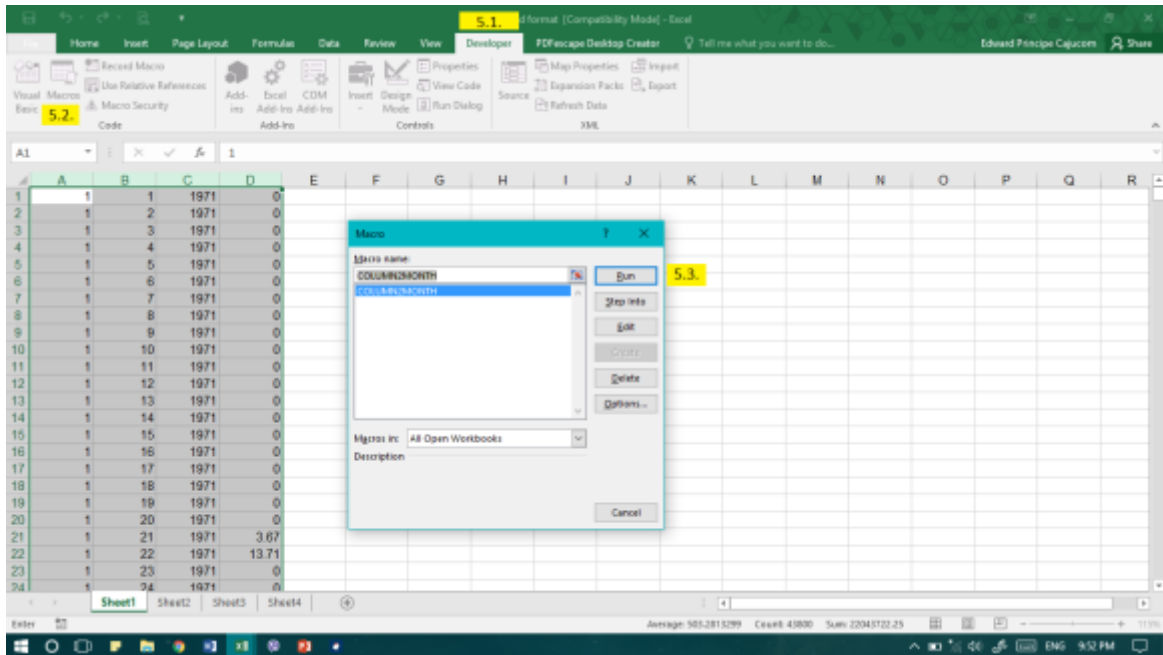 5.1. d format [Compatibility Mode] - Excel
File Home Insert Page Layout Formulas Data Review View Developer PDFescape Desktop Creator Tell me what you want to do... Edward Principe Cajucom Share
Visual Basic Macros Record Macro
Use Relative References
Macro Security
5.2.
Code
Add-ins Excel Add-Ins COM Add-Ins
Add-Ins
Insert Design Mode Properties
View Code
Run Dialog
Controls
Source Map Properties Import
Expansion Packs Export
Refresh Data
XML
A1 fx 1
A B C D E F G H I J K L M N O P Q R
1 1 1 1971 0
2 1 2 1971 0
3 1 3 1971 0
4 1 4 1971 0
5 1 5 1971 0
6 1 6 1971 0
7 1 7 1971 0
8 1 8 1971 0
9 1 9 1971 0
10 1 10 1971 0
11 1 11 1971 0
12 1 12 1971 0
13 1 13 1971 0
14 1 14 1971 0
15 1 15 1971 0
16 1 16 1971 0
17 1 17 1971 0
18 1 18 1971 0
19 1 19 1971 0
20 1 20 1971 0
21 1 21 1971 3.67
22 1 22 1971 13.71
23 1 23 1971 0
24 1 24 1971 0
Macro ?
Macro name:
COLUMN2MONTH
COLUMN2MONTH
Run 5.3.
Step Into
Edit
Create
Delete
Options...
Macros in: All Open Workbooks
Description
Cancel
Sheet1 Sheet2 Sheet3 Sheet4
Enter Average: 503.2813299 Count: 43800 Sum: 22043722.25 115%
ENG 9:52 PM